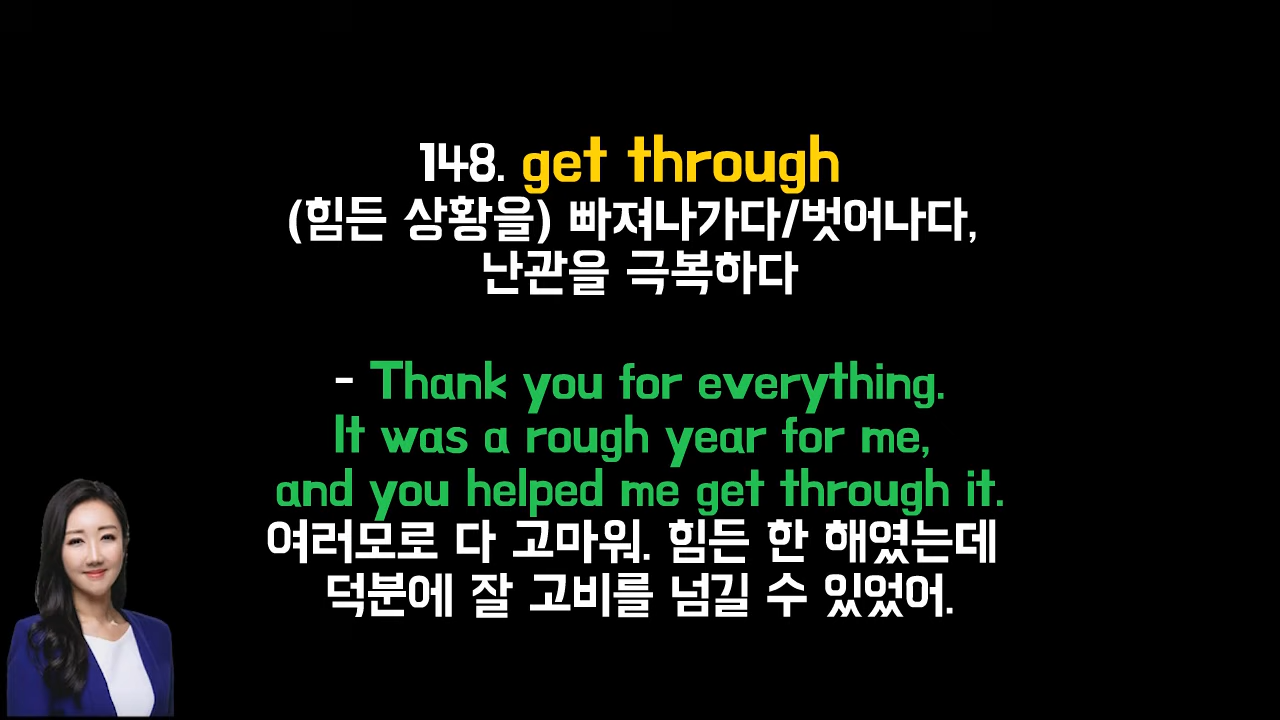 148. get through
(힘든 상황을) 빠져나가다/벗어나다,
난관을 극복하다
- Thank you for everything.
It was a rough year for me,
and you helped me get through it.
여러모로 다 고마워. 힘든 한 해였는데
덕분에 잘 고비를 넘길 수 있었어.